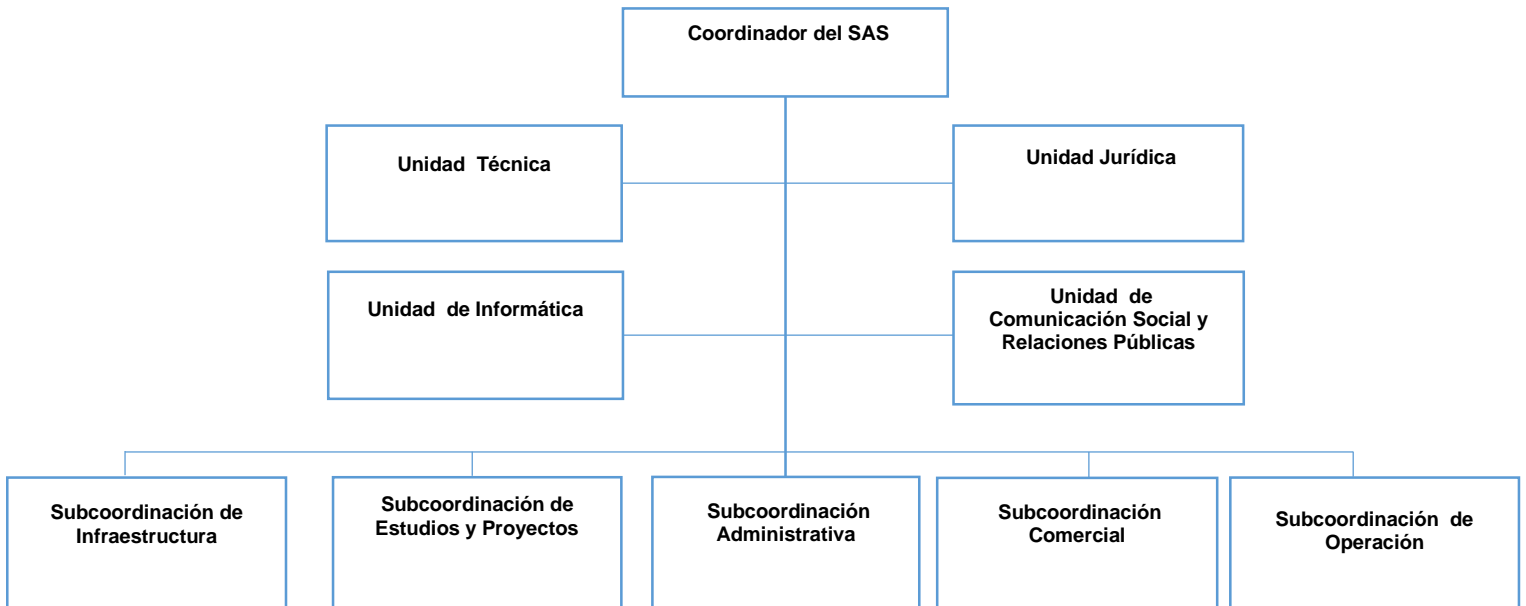 Coordinador del SAS
Unidad Técnica
Unidad Jurídica
Unidad de Informática
Unidad de
Comunicación Social y
Relaciones Públicas
Subcoordinación de
Infraestructura
Subcoordinación de
Estudios y Proyectos
Subcoordinación
Administrativa
Subcoordinación
Comercial
Subcoordinación de
Operación